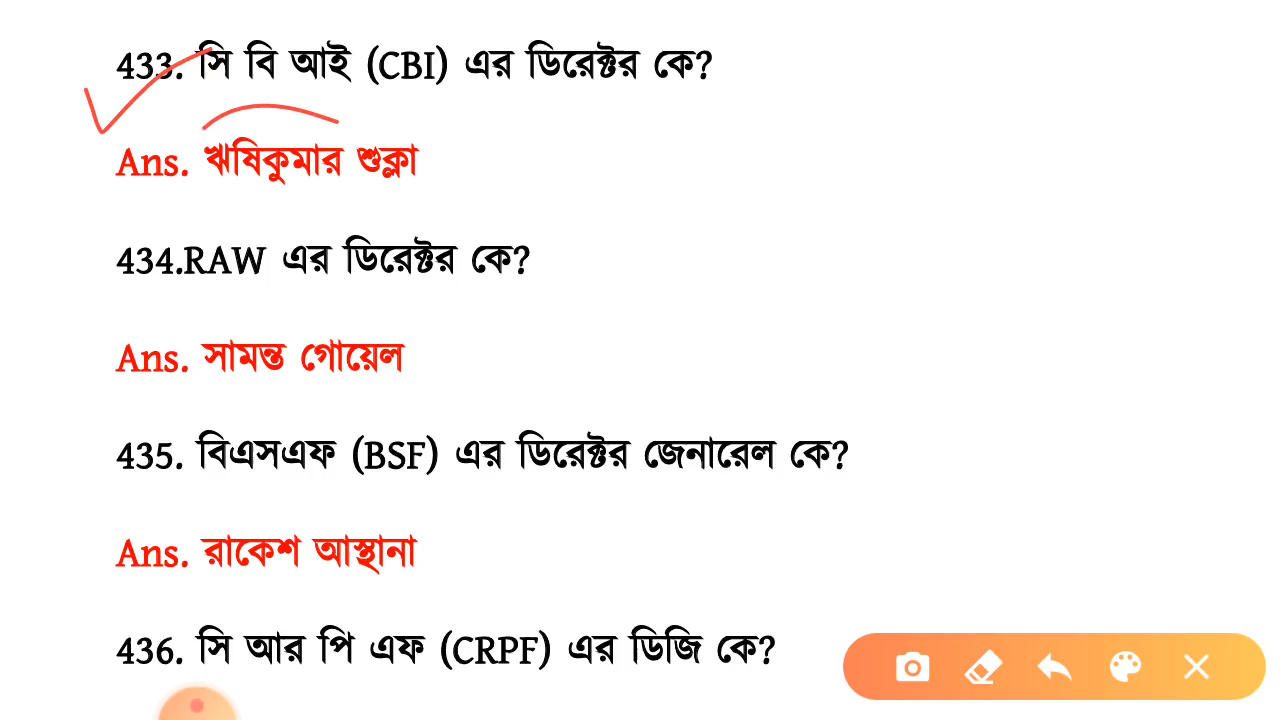 433. সি বি আই (CBI) এর ডিরেক্টর কে?
Ans. ঋষিকুমার শুক্লা
434.RAW এর ডিরেক্টর কে?
Ans. সামন্ত গোয়েল
435. বিএসএফ (BSF) এর ডিরেক্টর জেনারেল কে?
Ans. রাকেশ আস্থানা
436. সি আর পি এফ (CRPF) এর ডিজি কে?